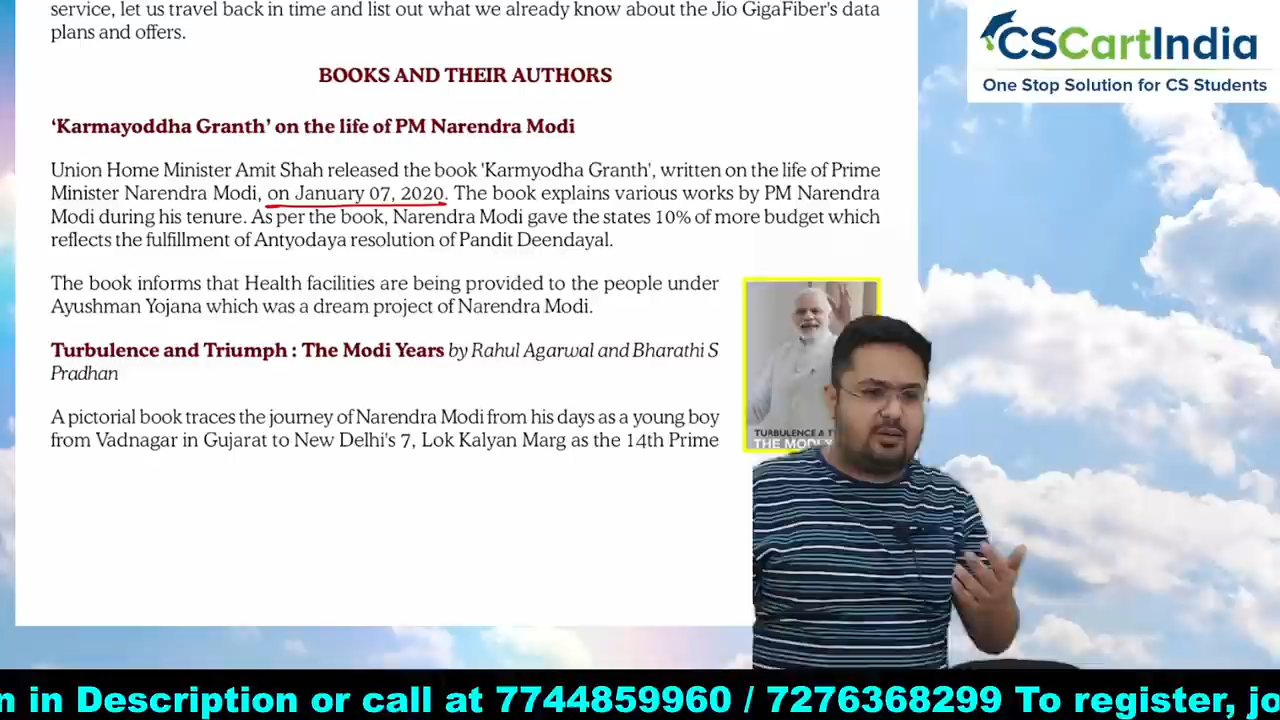 service, let us travel back in time and list out what we already know about the Jio GigaFiber's data
plans and offers.
BOOKS AND THEIR AUTHORS
‘Karmayoddha Granth’ on the life of PM Narendra Modi
Union Home Minister Amit Shah released the book 'Karmyodha Granth', written on the life of Prime
Minister Narendra Modi, on January 07, 2020. The book explains various works by PM Narendra
Modi during his tenure. As per the book, Narendra Modi gave the states 10% of more budget which
reflects the fulfillment of Antyodaya resolution of Pandit Deendayal.
The book informs that Health facilities are being provided to the people under
Ayushman Yojana which was a dream project of Narendra Modi.
Turbulence and Triumph : The Modi Years by Rahul Agarwal and Bharathi S
Pradhan
A pictorial book traces the journey of Narendra Modi from his days as a young boy
from Vadnagar in Gujarat to New Delhi's 7, Lok Kalyan Marg as the 14th Prime
TURBULENCE &
THE
CSCartIndia
One Stop Solution for CS Students
in Description or call at 7744859960 / 7276368299 To register,